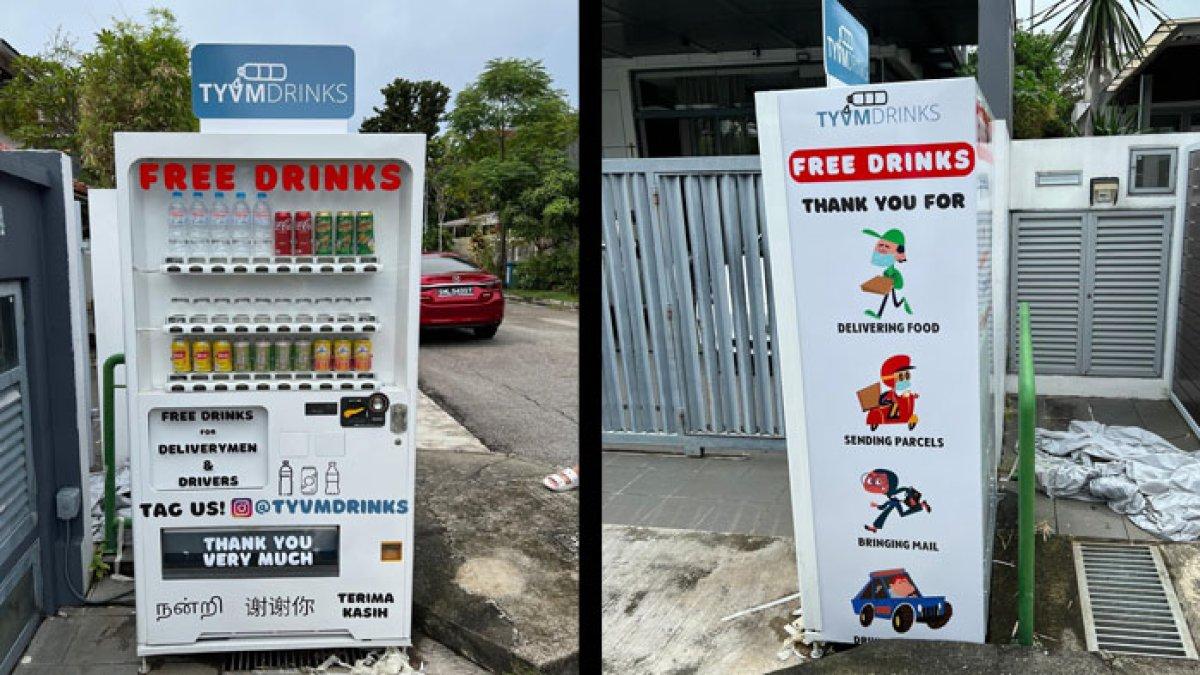 TYVMDRINKS
FREE DRINKS
FREE DRINKS
FOR
DELIVERYMEN
&
DRIVERS
TAG US! @TYVMDRINKS
THANK YOU
VERY MUCH
நன்றி 谢谢你 TERIMA
KASIH
TYVMDRINKS
TYVMDRINKS
FREE DRINKS
THANK YOU FOR
DELIVERING FOOD
SENDING PARCELS
BRINGING MAIL